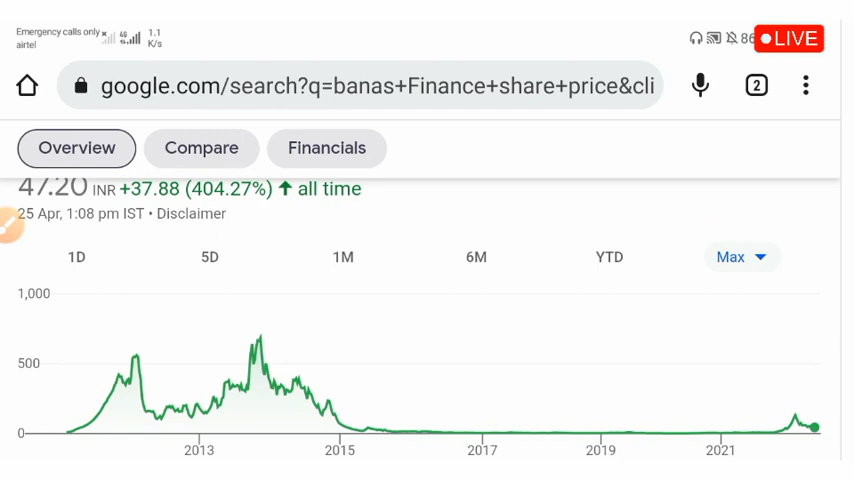 Emergency calls only
airtel
4G
1.1
K/s
86
LIVE
google.com/search?q=banas+Finance+share+price&cli
2
Overview
Compare
Financials
47.20 INR +37.88 (404.27%) ↑ all time
25 Apr, 1:08 pm IST • Disclaimer
1D
5D
1M
6M
YTD
Max
1,000
500
0
2013
2015
2017
2019
2021